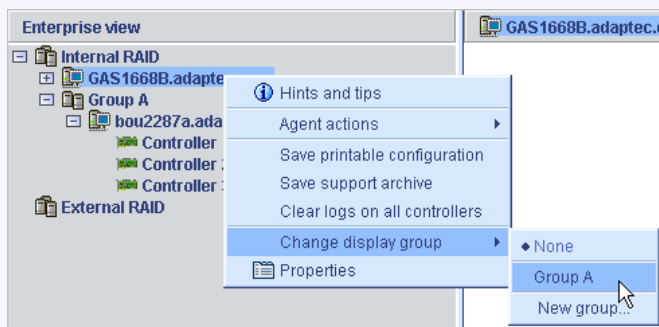 Enterprise view
GAS1668B.adaptec.
Internal RAID
GAS1668B.adapte
Group A
bou2287a.ada
Controller
Controller
Controller
External RAID
Hints and tips
Agent actions
Save printable configuration
Save support archive
Clear logs on all controllers
Change display group
Properties
None
Group A
New group...